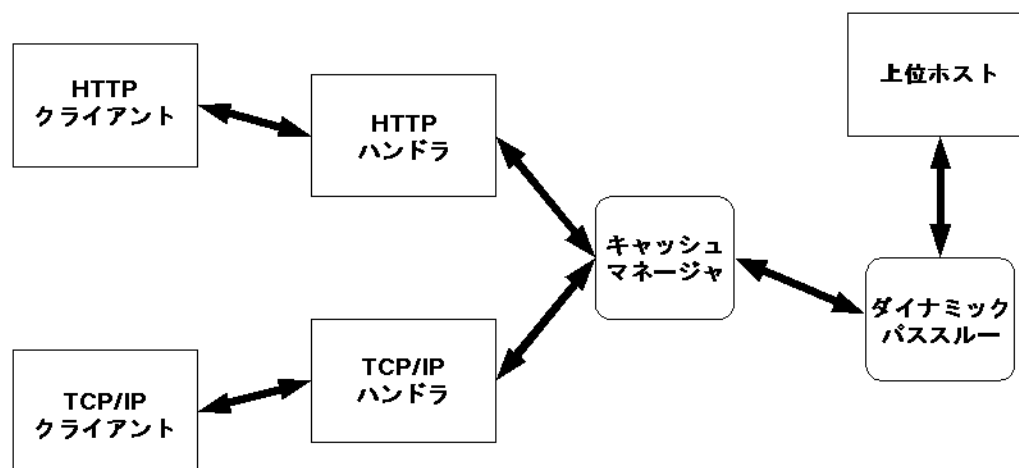 HTTP
クライアント
HTTP
ハンドラ
上位ホスト
キャッシュ
マネージャ
ダイナミック
パススルー
TCP/IP
ハンドラ
TCP/IP
クライアント